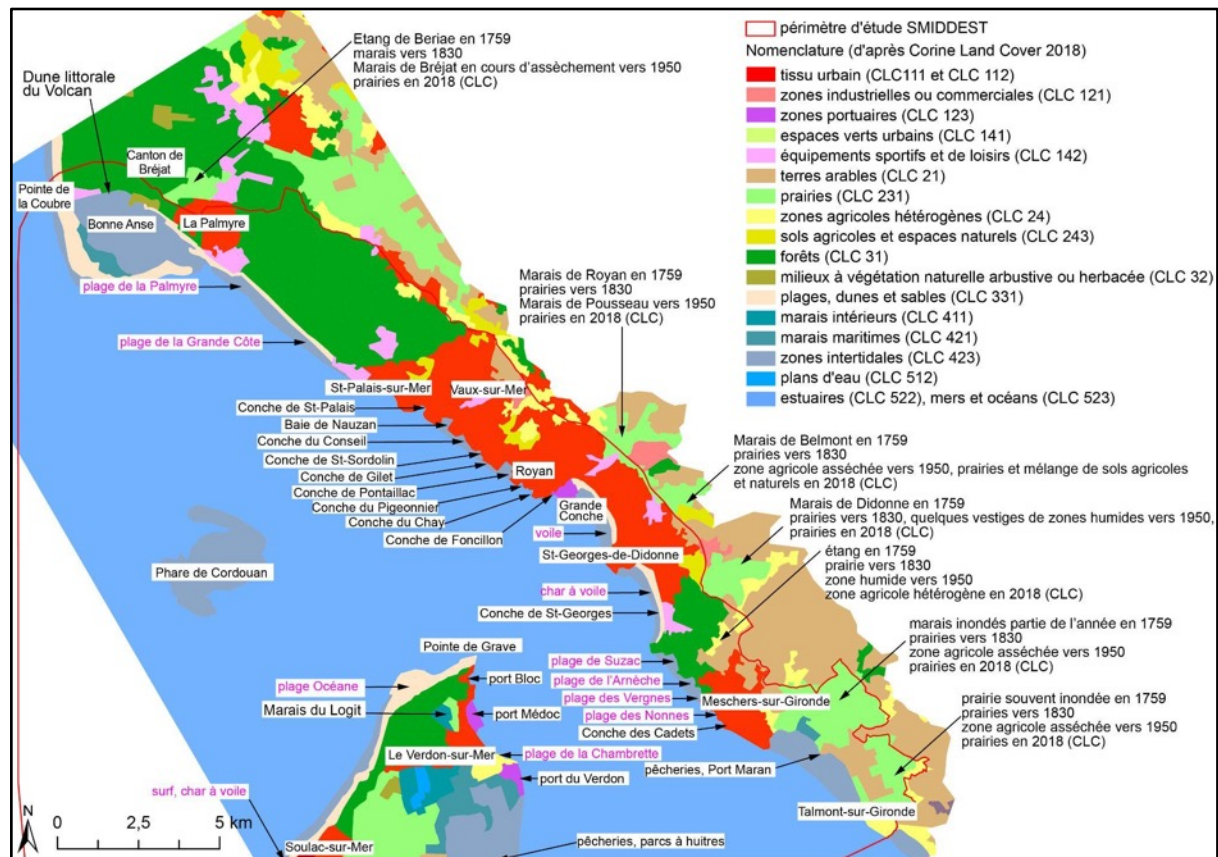 périmètre d'étude SMIDDEST
Nomenclature (d'après Corine Land Cover 2018)
tissu urbain (CLC111 et CLC 112)
zones industrielles ou commerciales (CLC 121)
zones portuaires (CLC 123)
espaces verts urbains (CLC 141)
équipements sportifs et de loisirs (CLC 142)
terres arables (CLC 21)
prairies (CLC 231)
zones agricoles hétérogènes (CLC 24)
sols agricoles et espaces naturels (CLC 243)
forêts (CLC 31)
milieux à végétation naturelle arbustive ou herbacée (CLC 32)
plages, dunes et sables (CLC 331)
marais intérieurs (CLC 411)
marais maritimes (CLC 421)
zones intertidales (CLC 423)
plans d'eau (CLC 512)
estuaires (CLC 522), mers et océans (CLC 523)
Etang de Beriae en 1759
marais vers 1830
Marais de Bréjat en cours d'assèchement vers 1950
prairies en 2018 (CLC)
Dune littorale
du Volcan
Canton de
Bréjat
Pointe de
la Coubre
Bonne Anse
La Palmyre
plage de la Palmyre
plage de la Grande Côte
Marais de Royan en 1759
prairies vers 1830
Marais de Pousseau vers 1950
prairies en 2018 (CLC)
St-Palais-sur-Mer
Vaux-sur-Mer
Conche de St-Palais
Baie de Nauzan
Conche du Conseil
Conche de St-Sordolin
Conche de Gilet
Conche de Pontaillac
Conche du Pigeonnier
Conche du Chay
Conche de Foncillon
Royan
Grande
Conche
voile
Marais de Belmont en 1759
prairies vers 1830
zone agricole asséchée vers 1950, prairies et mélange de sols agricoles
et naturels en 2018 (CLC)
Marais de Didonne en 1759
prairies vers 1830, quelques vestiges de zones humides vers 1950,
prairies en 2018 (CLC)
étang en 1759
prairie vers 1830
zone humide vers 1950
zone agricole hétérogène en 2018 (CLC)
St-Georges-de-Didonne
Phare de Cordouan
char à voile
Conche de St-Georges
marais inondés partie de l'année en 1759
prairies vers 1830
zone agricole asséchée vers 1950
prairies en 2018 (CLC)
Pointe de Grave
plage de Suzac
plage de l'Arnèche
plage des Vergnes
plage des Nonnes
Conche des Cadets
Meschers-sur-Gironde
prairie souvent inondée en 1759
prairies vers 1830
zone agricole asséchée vers 1950
prairies en 2018 (CLC)
plage Océane
port Bloc
Marais du Logit
port Médoc
Le Verdon-sur-Mer
plage de la Chambrette
port du Verdon
pêcheries, Port Maran
Talmont-sur-Gironde
surf, char à voile
Soulac-sur-Mer
pêcheries, parcs à huitres
N
0 2,5 5 km